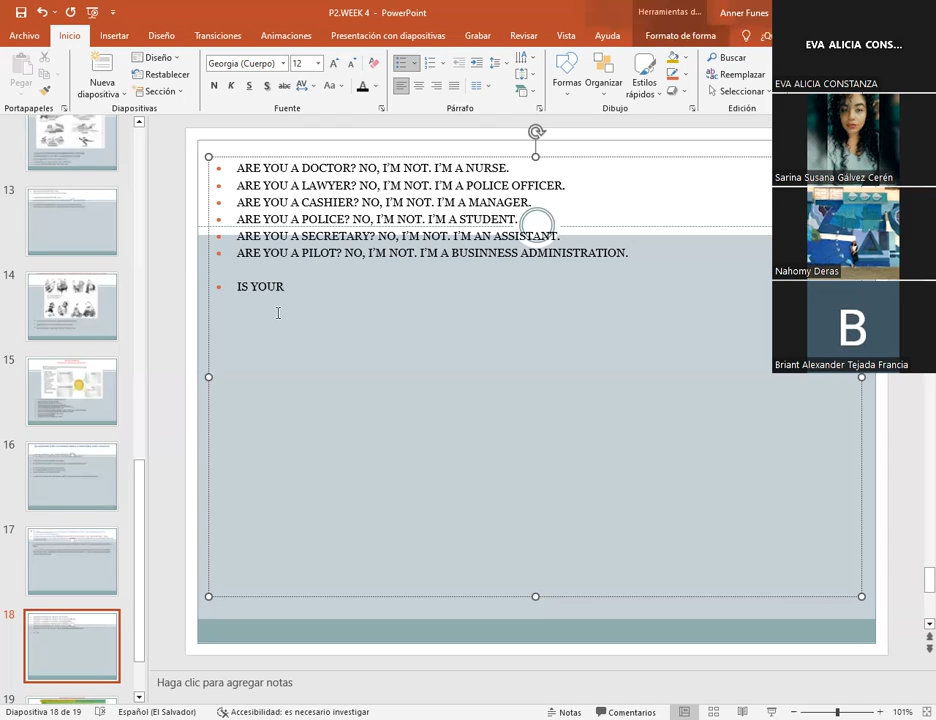 P2.WEEK 4 - PowerPoint
Herramientas d...
Anner Funes
Archivo
Inicio
Insertar
Diseño
Transiciones
Animaciones
Presentación con diapositivas
Grabar
Revisar
Vista
Ayuda
Formato de forma
Pegar
Nueva diapositiva
Diseño
Restablecer
Sección
Georgia (Cuerpo)
12
N K S S abc AV Aa A
Formas
Organizar
Estilos rápidos
Buscar
Reemplazar
Seleccionar
Portapapeles
Diapositivas
Fuente
Párrafo
Dibujo
Edición
EVA ALICIA CONS...
EVA ALICIA CONSTANZA
Sarina Susana Gálvez Cerén
Nahomy Deras
B
Briant Alexander Tejada Francia
13
14
15
16
17
18
19
• ARE YOU A DOCTOR? NO, I'M NOT. I'M A NURSE.
• ARE YOU A LAWYER? NO, I'M NOT. I'M A POLICE OFFICER.
• ARE YOU A CASHIER? NO, I'M NOT. I'M A MANAGER.
• ARE YOU A POLICE? NO, I'M NOT. I'M A STUDENT.
• ARE YOU A SECRETARY? NO, I'M NOT. I'M AN ASSISTANT.
• ARE YOU A PILOT? NO, I'M NOT. I'M A BUSINNESS ADMINISTRATION.
• IS YOUR
Haga clic para agregar notas
Diapositiva 18 de 19
Español (El Salvador)
Accesibilidad: es necesario investigar
Notas
Comentarios
101%